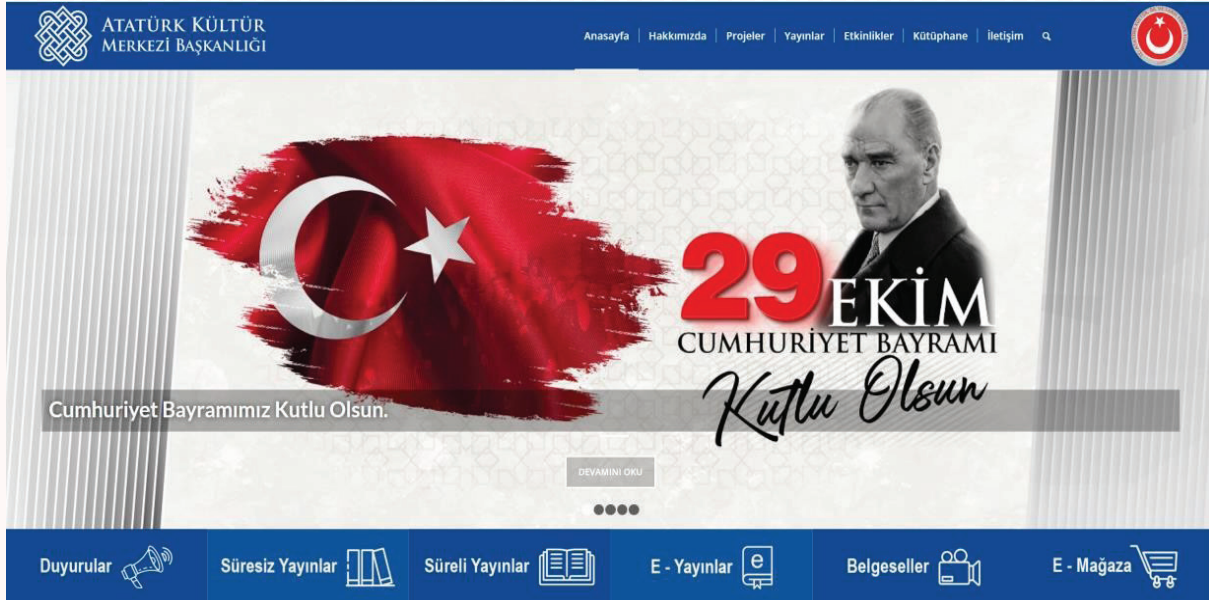 ATATÜRK KÜLTÜR
MERKEZİ BAŞKANLIĞI
Anasayfa
Hakkımızda
Projeler
Yayınlar
Etkinlikler
Kütüphane
İletişim
29 EKİM
CUMHURİYET BAYRAMI
Kutlu Olsun
Cumhuriyet Bayramımız Kutlu Olsun.
DEVAMINI OKU
Duyurular
Süresiz Yayınlar
Süreli Yayınlar
E - Yayınlar
e
Belgeseller
E - Mağaza